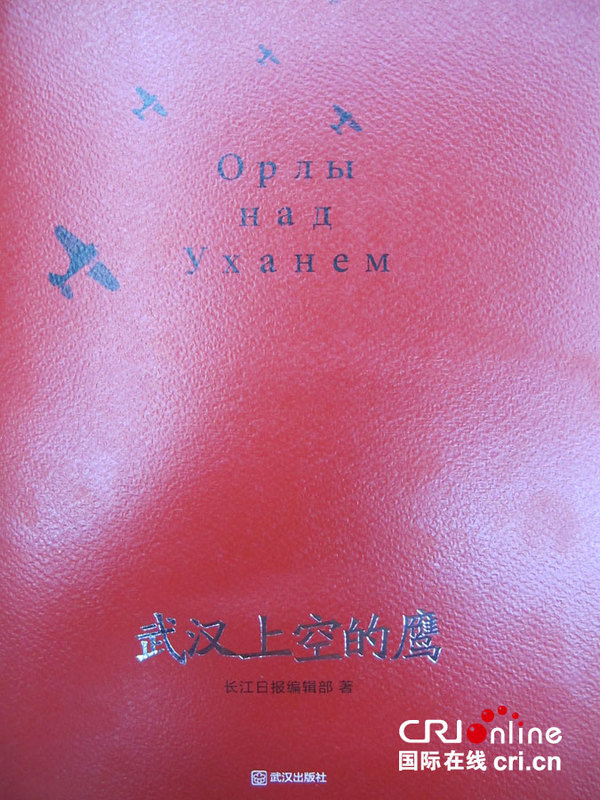 Орлы
над
Уханем
武汉上空的鹰
长江日报编辑部 著
CRIonline
国际在线 cri.cn
武汉出版社